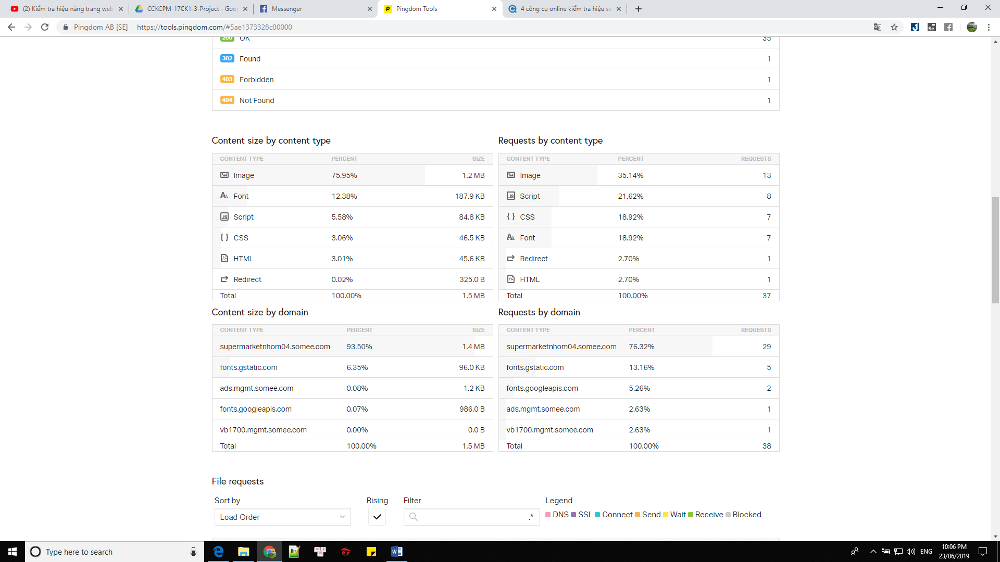 (2) Kiểm tra hiệu năng trang web
CCKCPM-17CK1-3-Project - Goo
Messenger
Pingdom Tools
4 công cụ online kiểm tra hiệu su
Pingdom AB [SE]
https://tools.pingdom.com/#5ae1373328c00000
200 OK 35
302 Found 1
403 Forbidden 1
404 Not Found 1
Content size by content type
CONTENT TYPE PERCENT SIZE
Image 75.95% 1.2 MB
Font 12.38% 187.9 KB
Script 5.58% 84.8 KB
CSS 3.06% 46.5 KB
HTML 3.01% 45.6 KB
Redirect 0.02% 325.0 B
Total 100.00% 1.5 MB
Requests by content type
CONTENT TYPE PERCENT REQUESTS
Image 35.14% 13
Script 21.62% 8
CSS 18.92% 7
Font 18.92% 7
Redirect 2.70% 1
HTML 2.70% 1
Total 100.00% 37
Content size by domain
CONTENT TYPE PERCENT SIZE
supermarketnhom04.somee.com 93.50% 1.4 MB
fonts.gstatic.com 6.35% 96.0 KB
ads.mgmt.somee.com 0.08% 1.2 KB
fonts.googleapis.com 0.07% 986.0 B
vb1700.mgmt.somee.com 0.00% 0.0 B
Total 100.00% 1.5 MB
Requests by domain
CONTENT TYPE PERCENT REQUESTS
supermarketnhom04.somee.com 76.32% 29
fonts.gstatic.com 13.16% 5
fonts.googleapis.com 5.26% 2
ads.mgmt.somee.com 2.63% 1
vb1700.mgmt.somee.com 2.63% 1
Total 100.00% 38
File requests
Sort by Rising Filter Legend
Load Order .* DNS SSL Connect Send Wait Receive Blocked
Type here to search
ENG
10:06 PM
23/06/2019